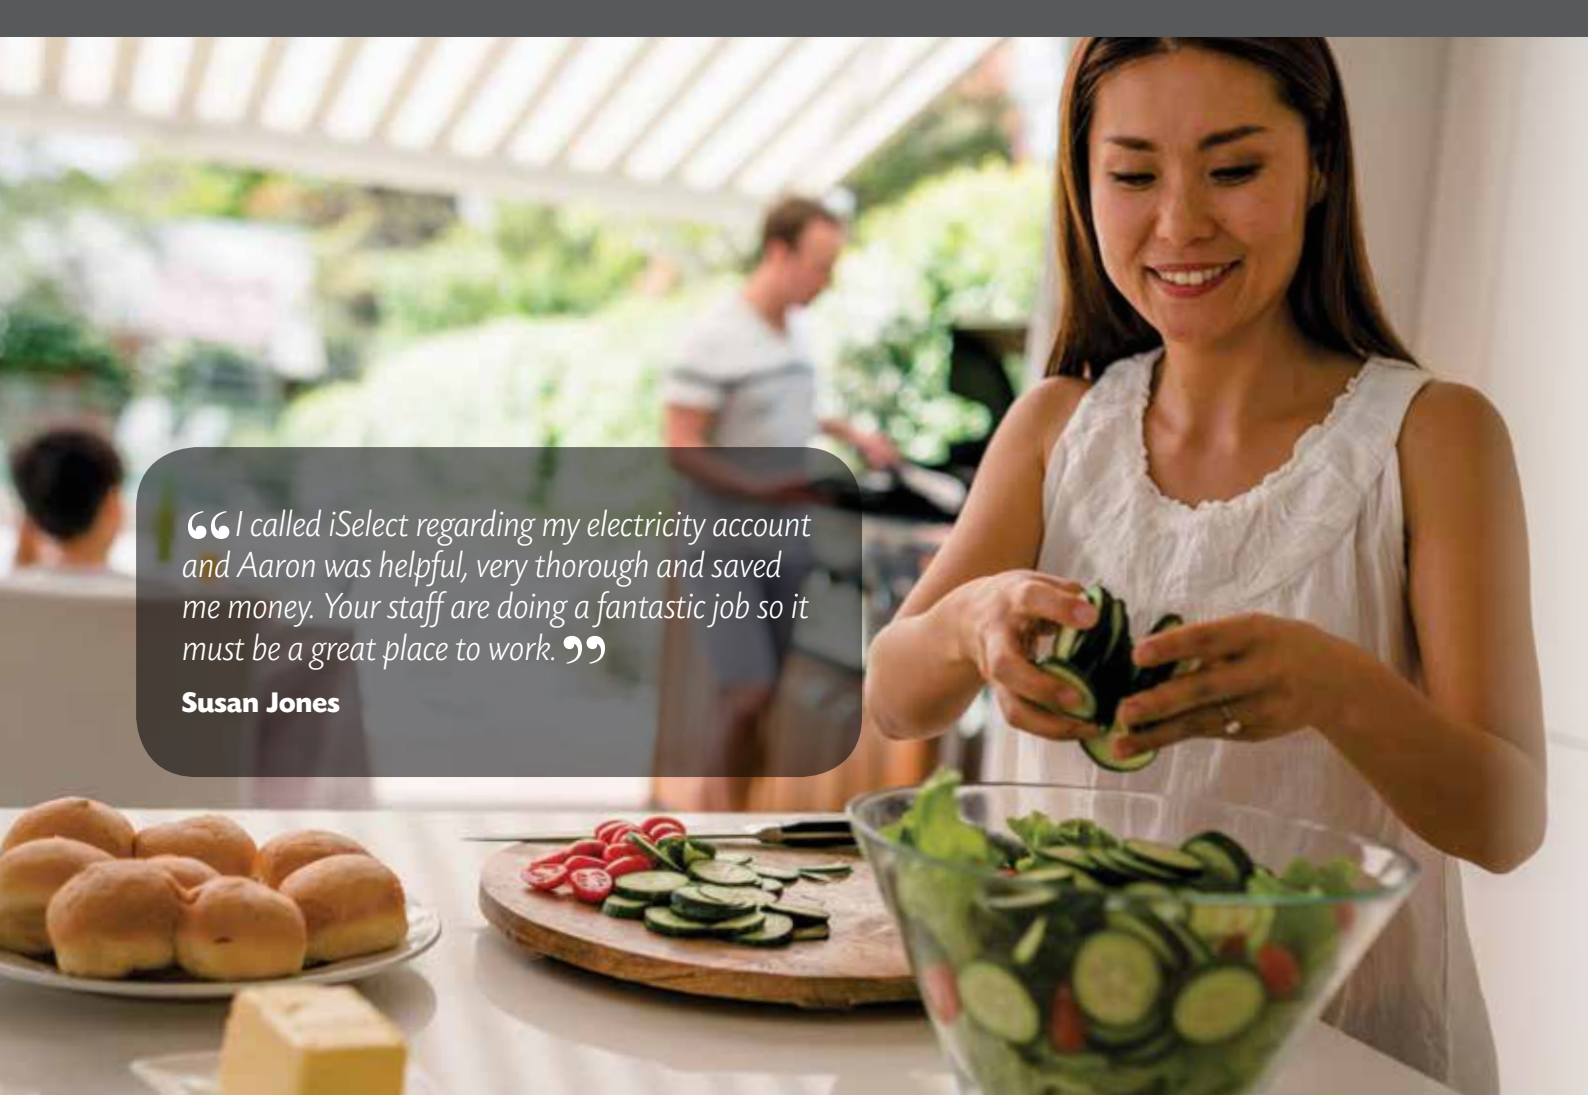 “I called iSelect regarding my electricity account
and Aaron was helpful, very thorough and saved
me money. Your staff are doing a fantastic job so it
must be a great place to work.”
Susan Jones